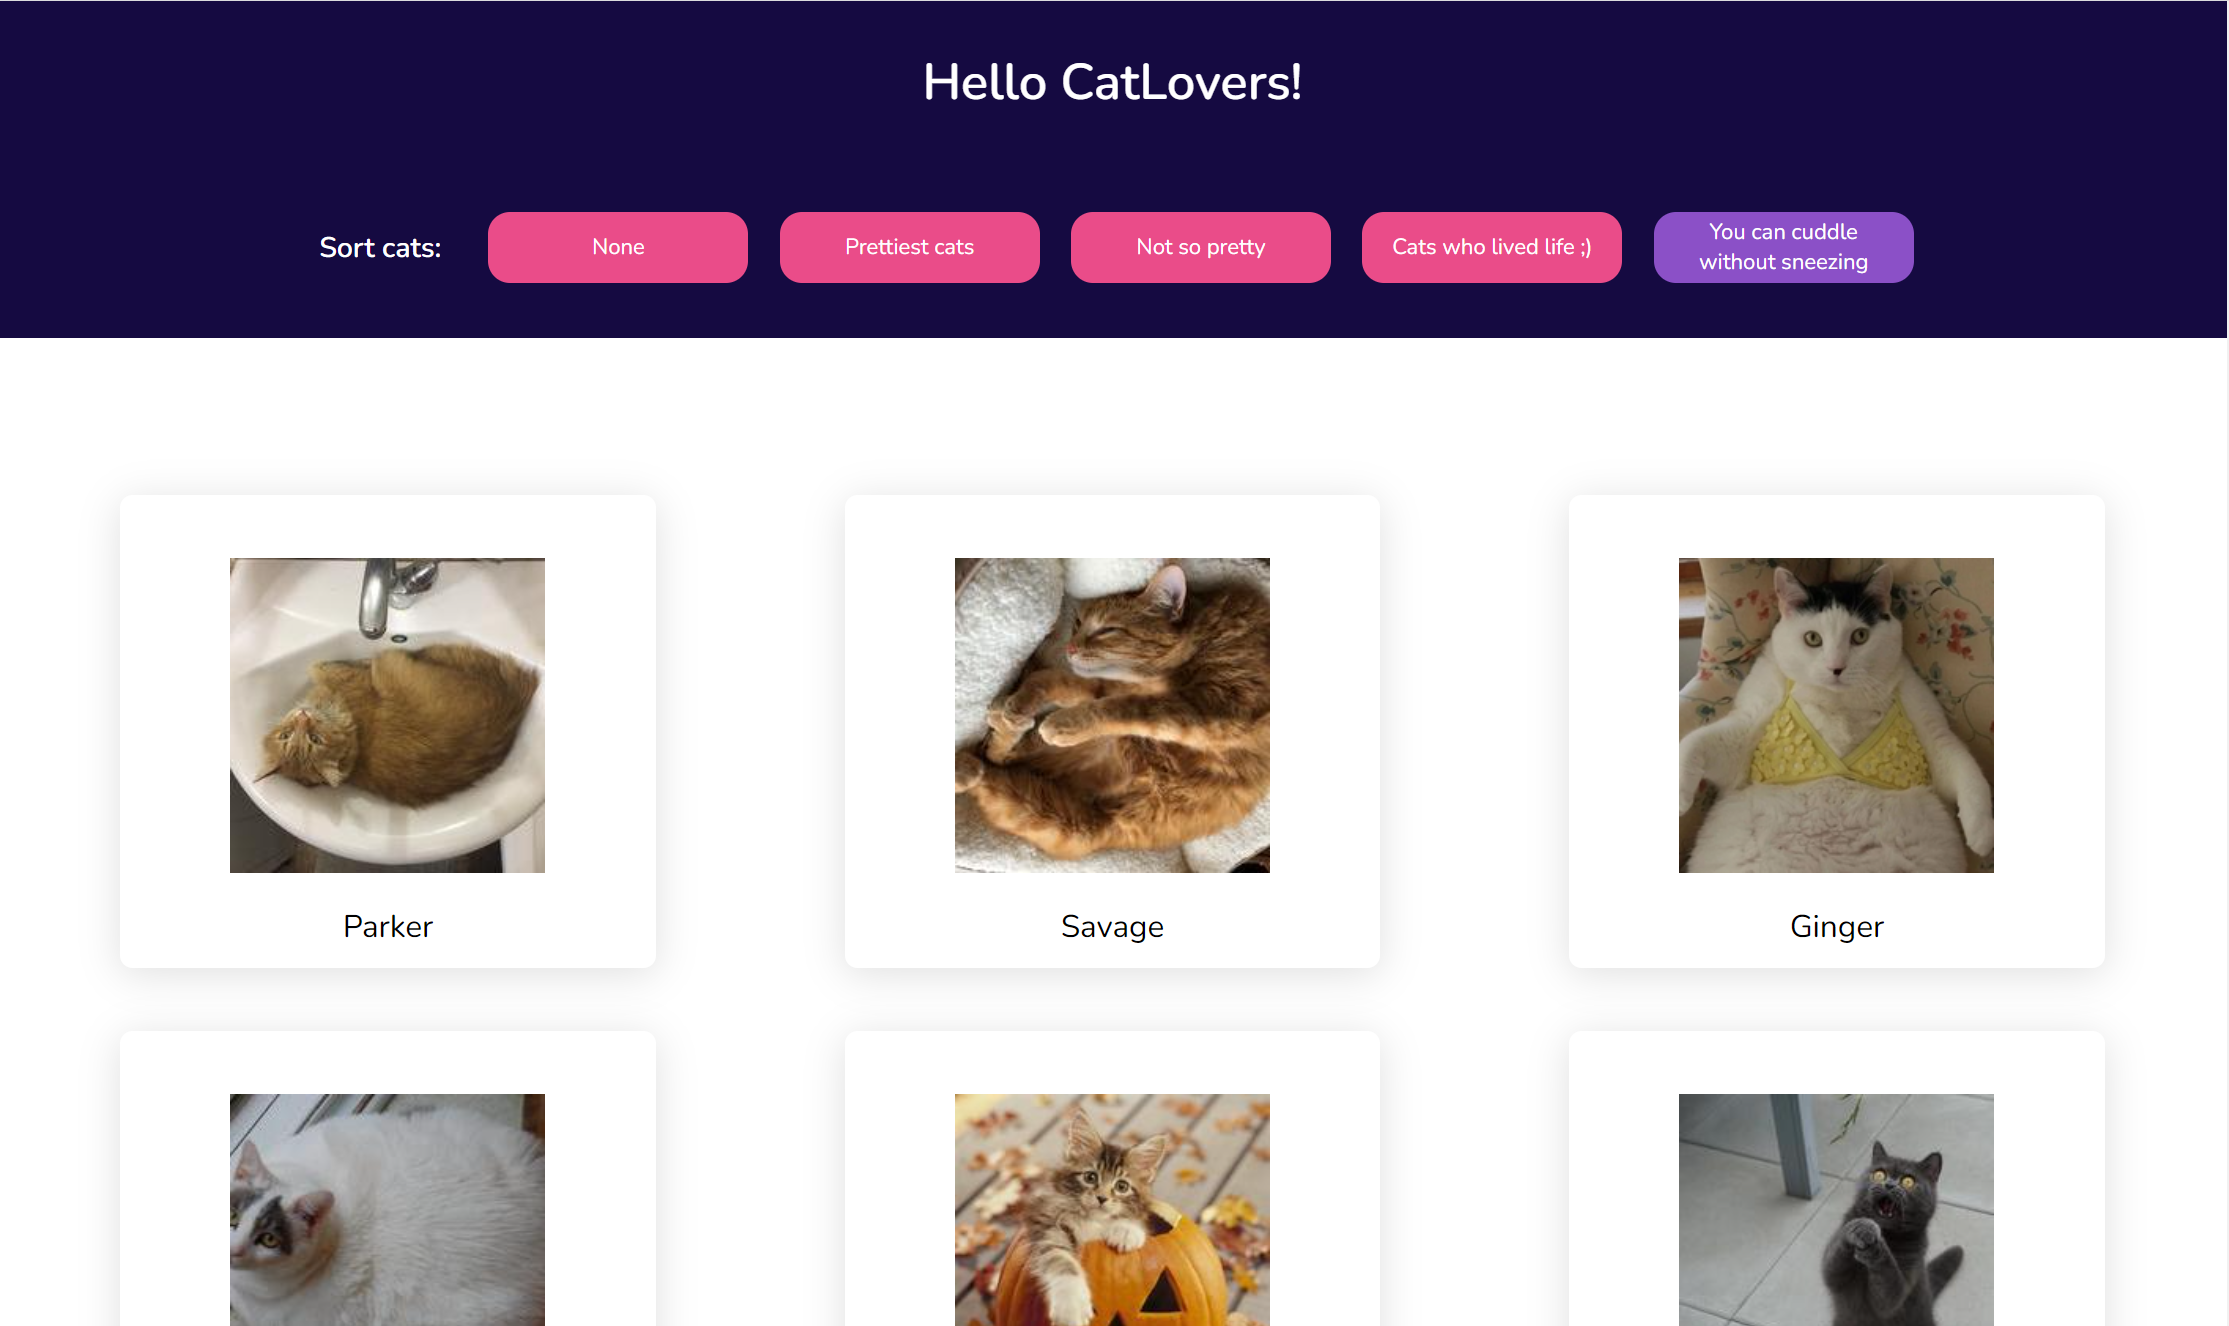 Hello CatLovers!
Sort cats:
None
Prettiest cats
Not so pretty
Cats who lived life ;)
You can cuddle
without sneezing
Parker
Savage
Ginger